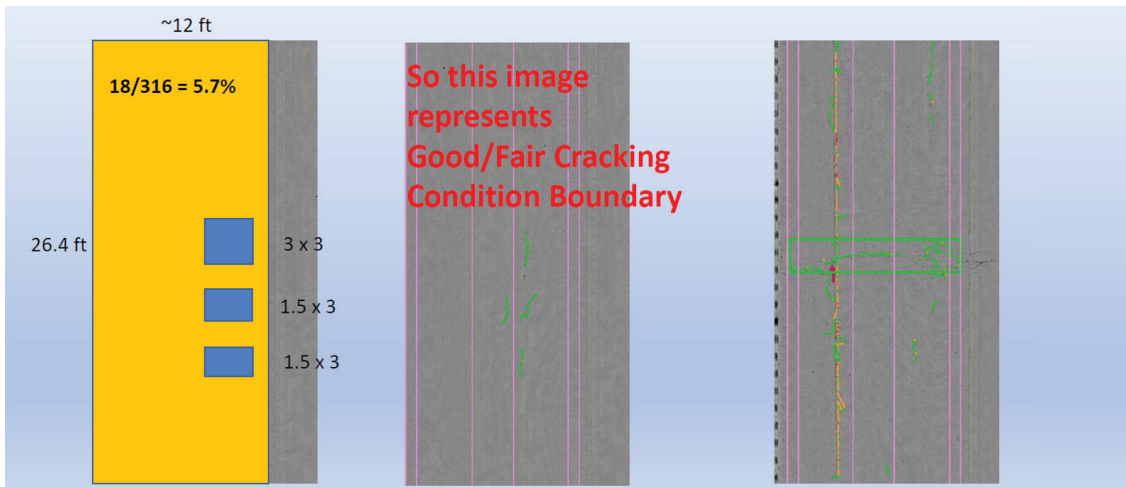 ~12 ft
18/316 = 5.7%
26.4 ft
3 x 3
1.5 x 3
1.5 x 3
So this image
represents
Good/Fair Cracking
Condition Boundary